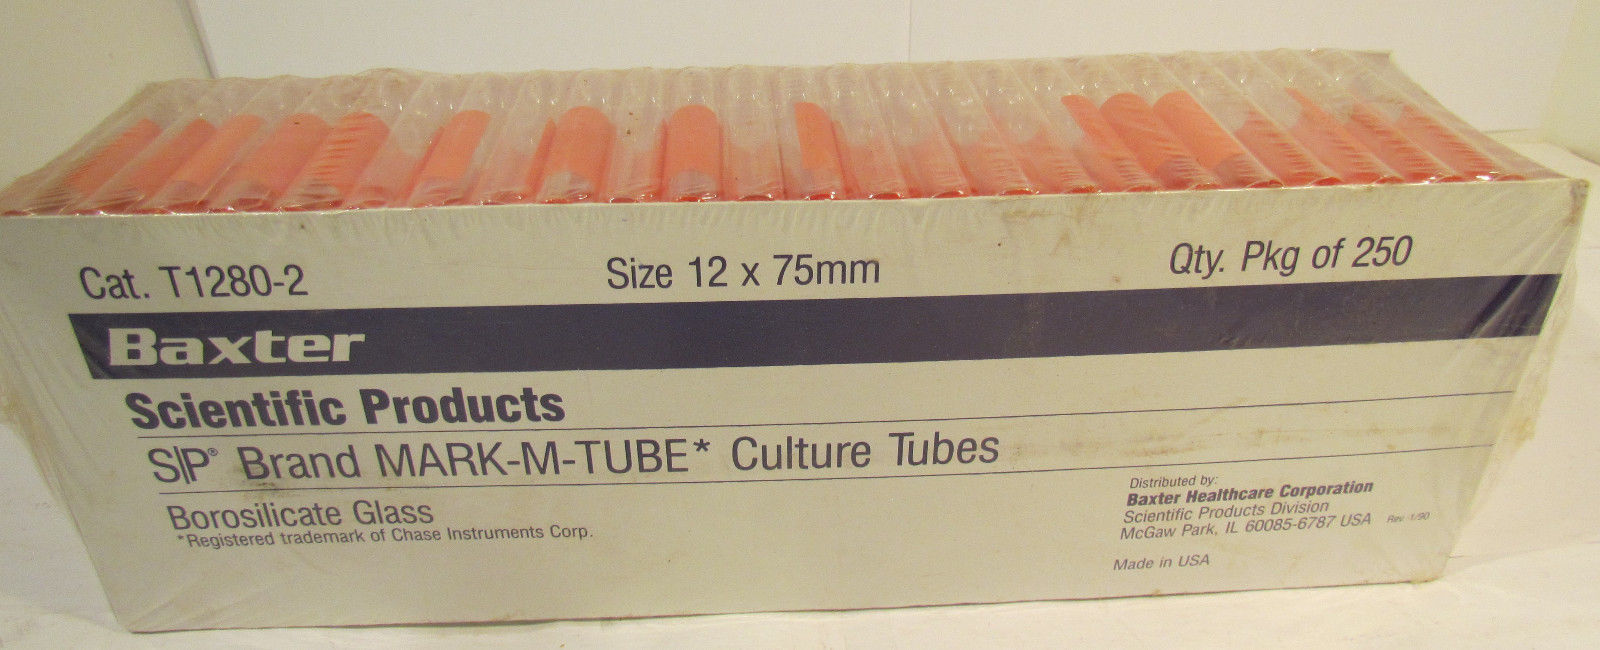 Cat. T1280-2 Size 12 x 75mm Qty. Pkg of 250
Baxter
Scientific Products
S|P® Brand MARK-M-TUBE* Culture Tubes
Borosilicate Glass
*Registered trademark of Chase Instruments Corp.
Distributed by:
Baxter Healthcare Corporation
Scientific Products Division
McGaw Park, IL 60085-6787 USA Rev -1/90
Made in USA